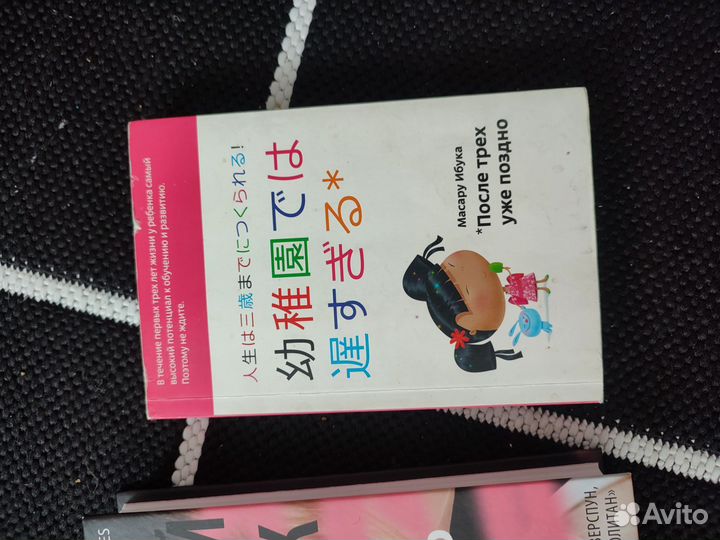 В течение первых трех лет жизни у ребенка самый
высокий потенциал к обучению и развитию.
Поэтому не ждите.
人生は三歳までにつくられる!
幼稚園では
遅すぎる*
Масару Ибука
*После трех
уже поздно
БЕРСПУН,
ОЛИТАН»
Avito